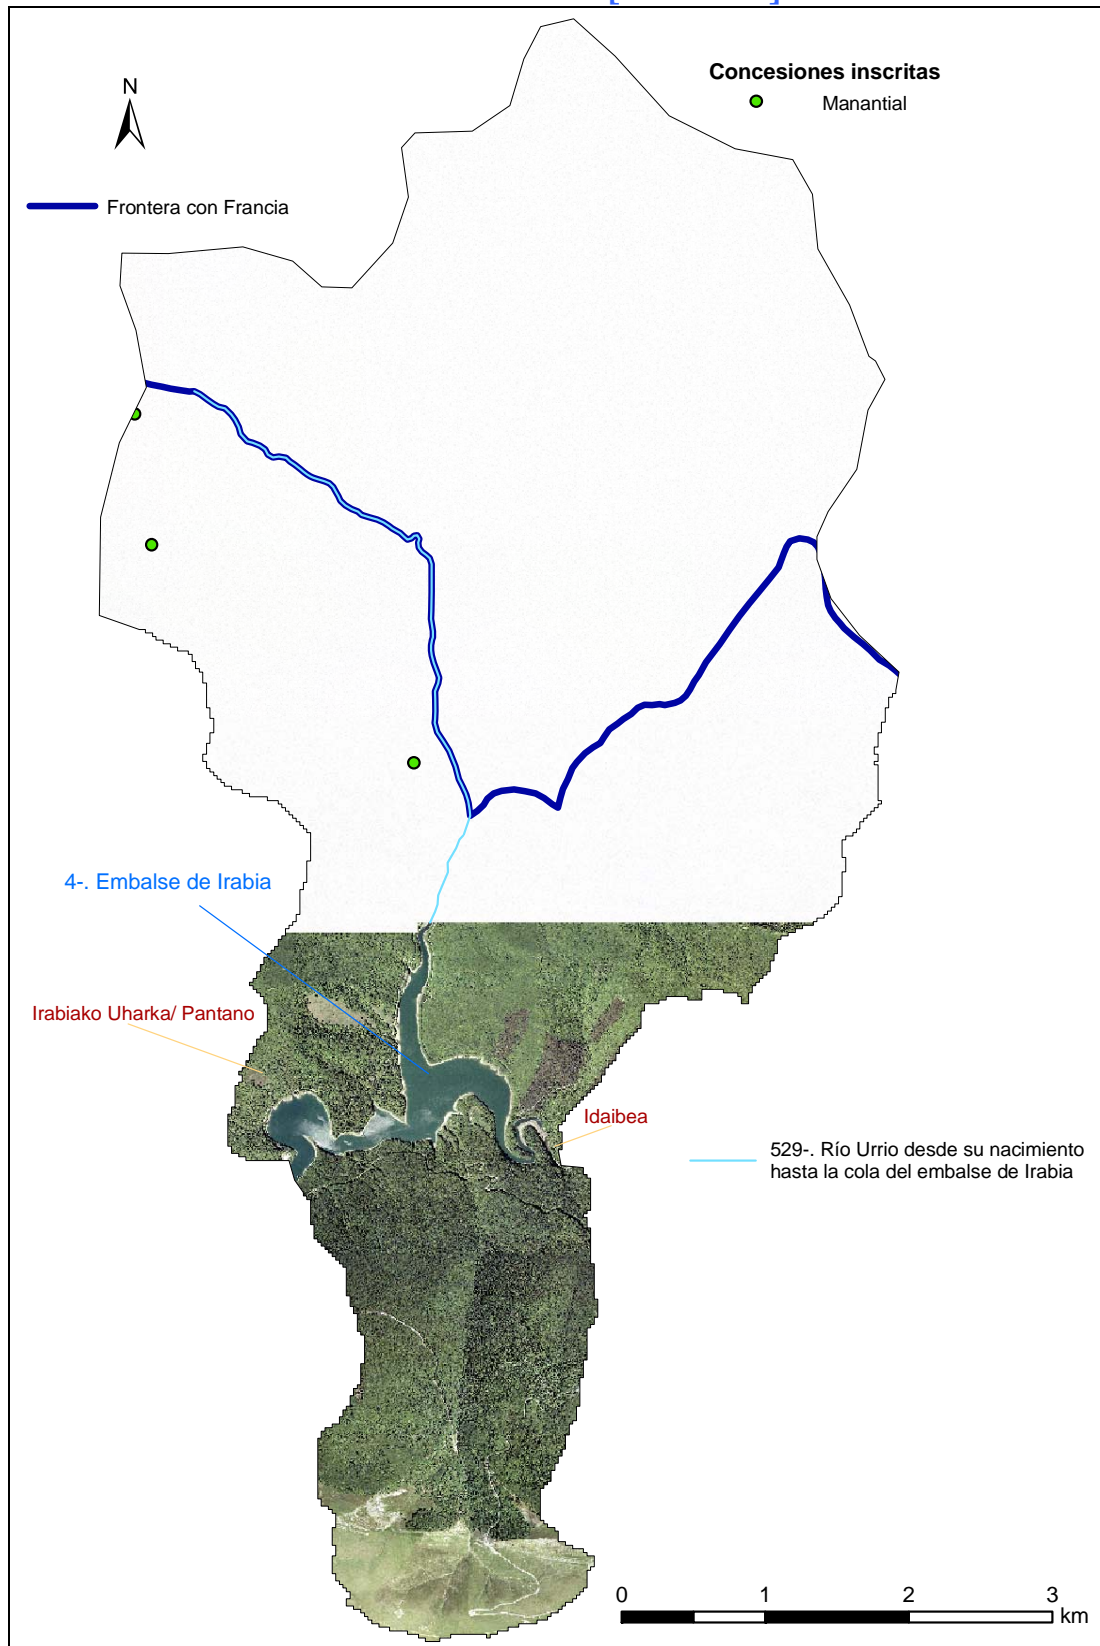 Concesiones inscritas
N
Manantial
Frontera con Francia
4-. Embalse de Irabia
Irabiako Uharka/ Pantano
Idaibea
529-. Río Urrio desde su nacimiento
hasta la cola del embalse de Irabia
0 1 2 3
km